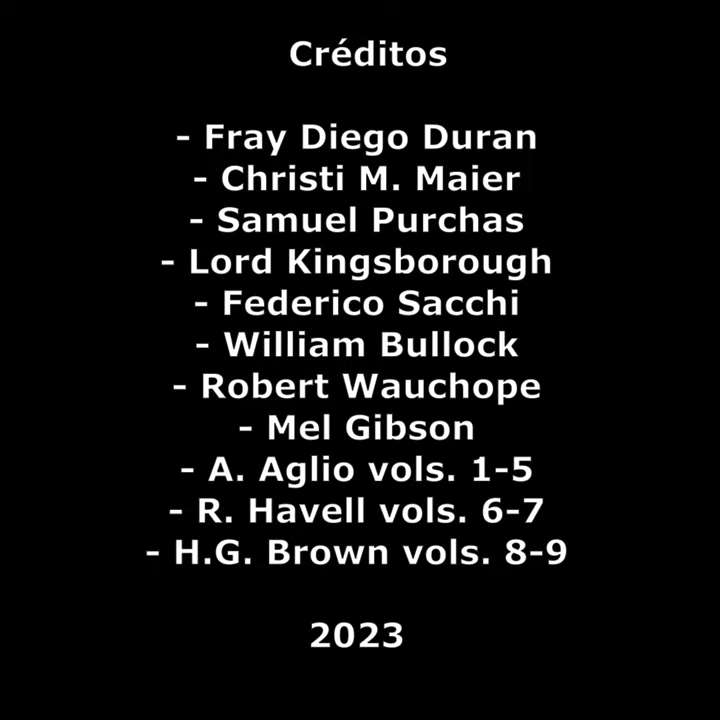 Créditos
- Fray Diego Duran
- Christi M. Maier
- Samuel Purchas
- Lord Kingsborough
- Federico Sacchi
- William Bullock
- Robert Wauchope
- Mel Gibson
- A. Aglio vols. 1-5
- R. Havell vols. 6-7
- H.G. Brown vols. 8-9
2023